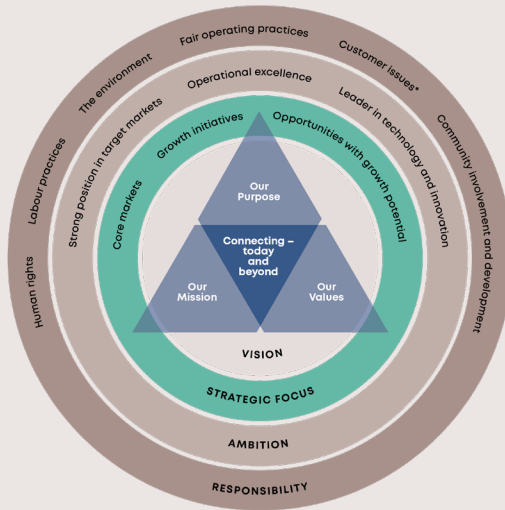 Human rights
Labour practices
The environment
Fair operating practices
Customer issues*
Community involvement and development
Strong position in target markets
Operational excellence
Leader in technology and innovation
Core markets
Growth initiatives
Opportunities with growth potential
Our
Purpose
Connecting –
today
and
beyond
Our
Mission
Our
Values
VISION
STRATEGIC FOCUS
AMBITION
RESPONSIBILITY